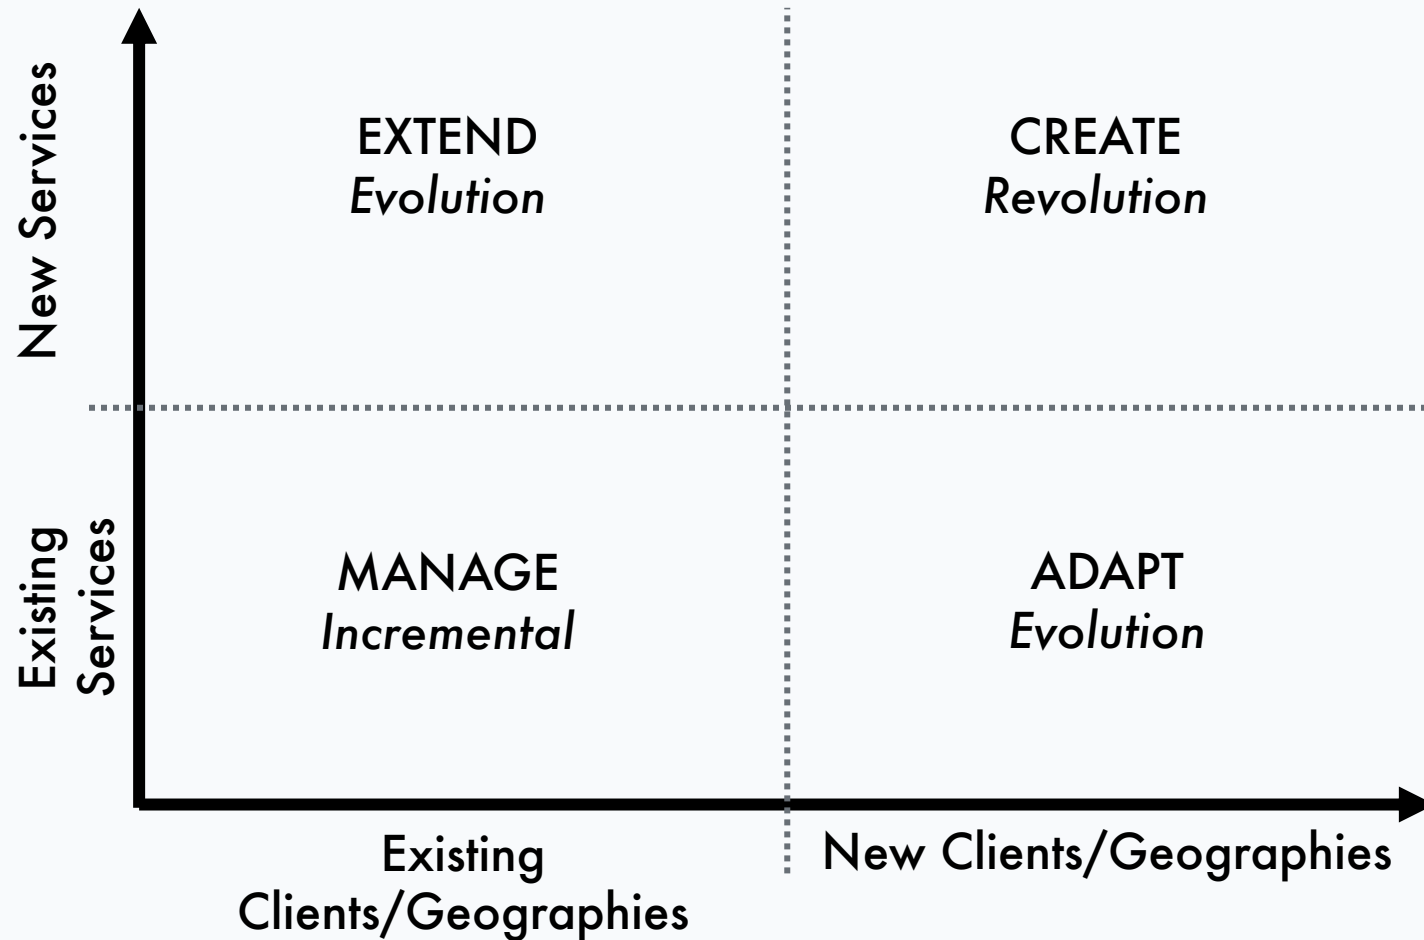 New Services
EXTEND
Evolution
CREATE
Revolution
Existing
Services
MANAGE
Incremental
ADAPT
Evolution
Existing
Clients/Geographies
New Clients/Geographies